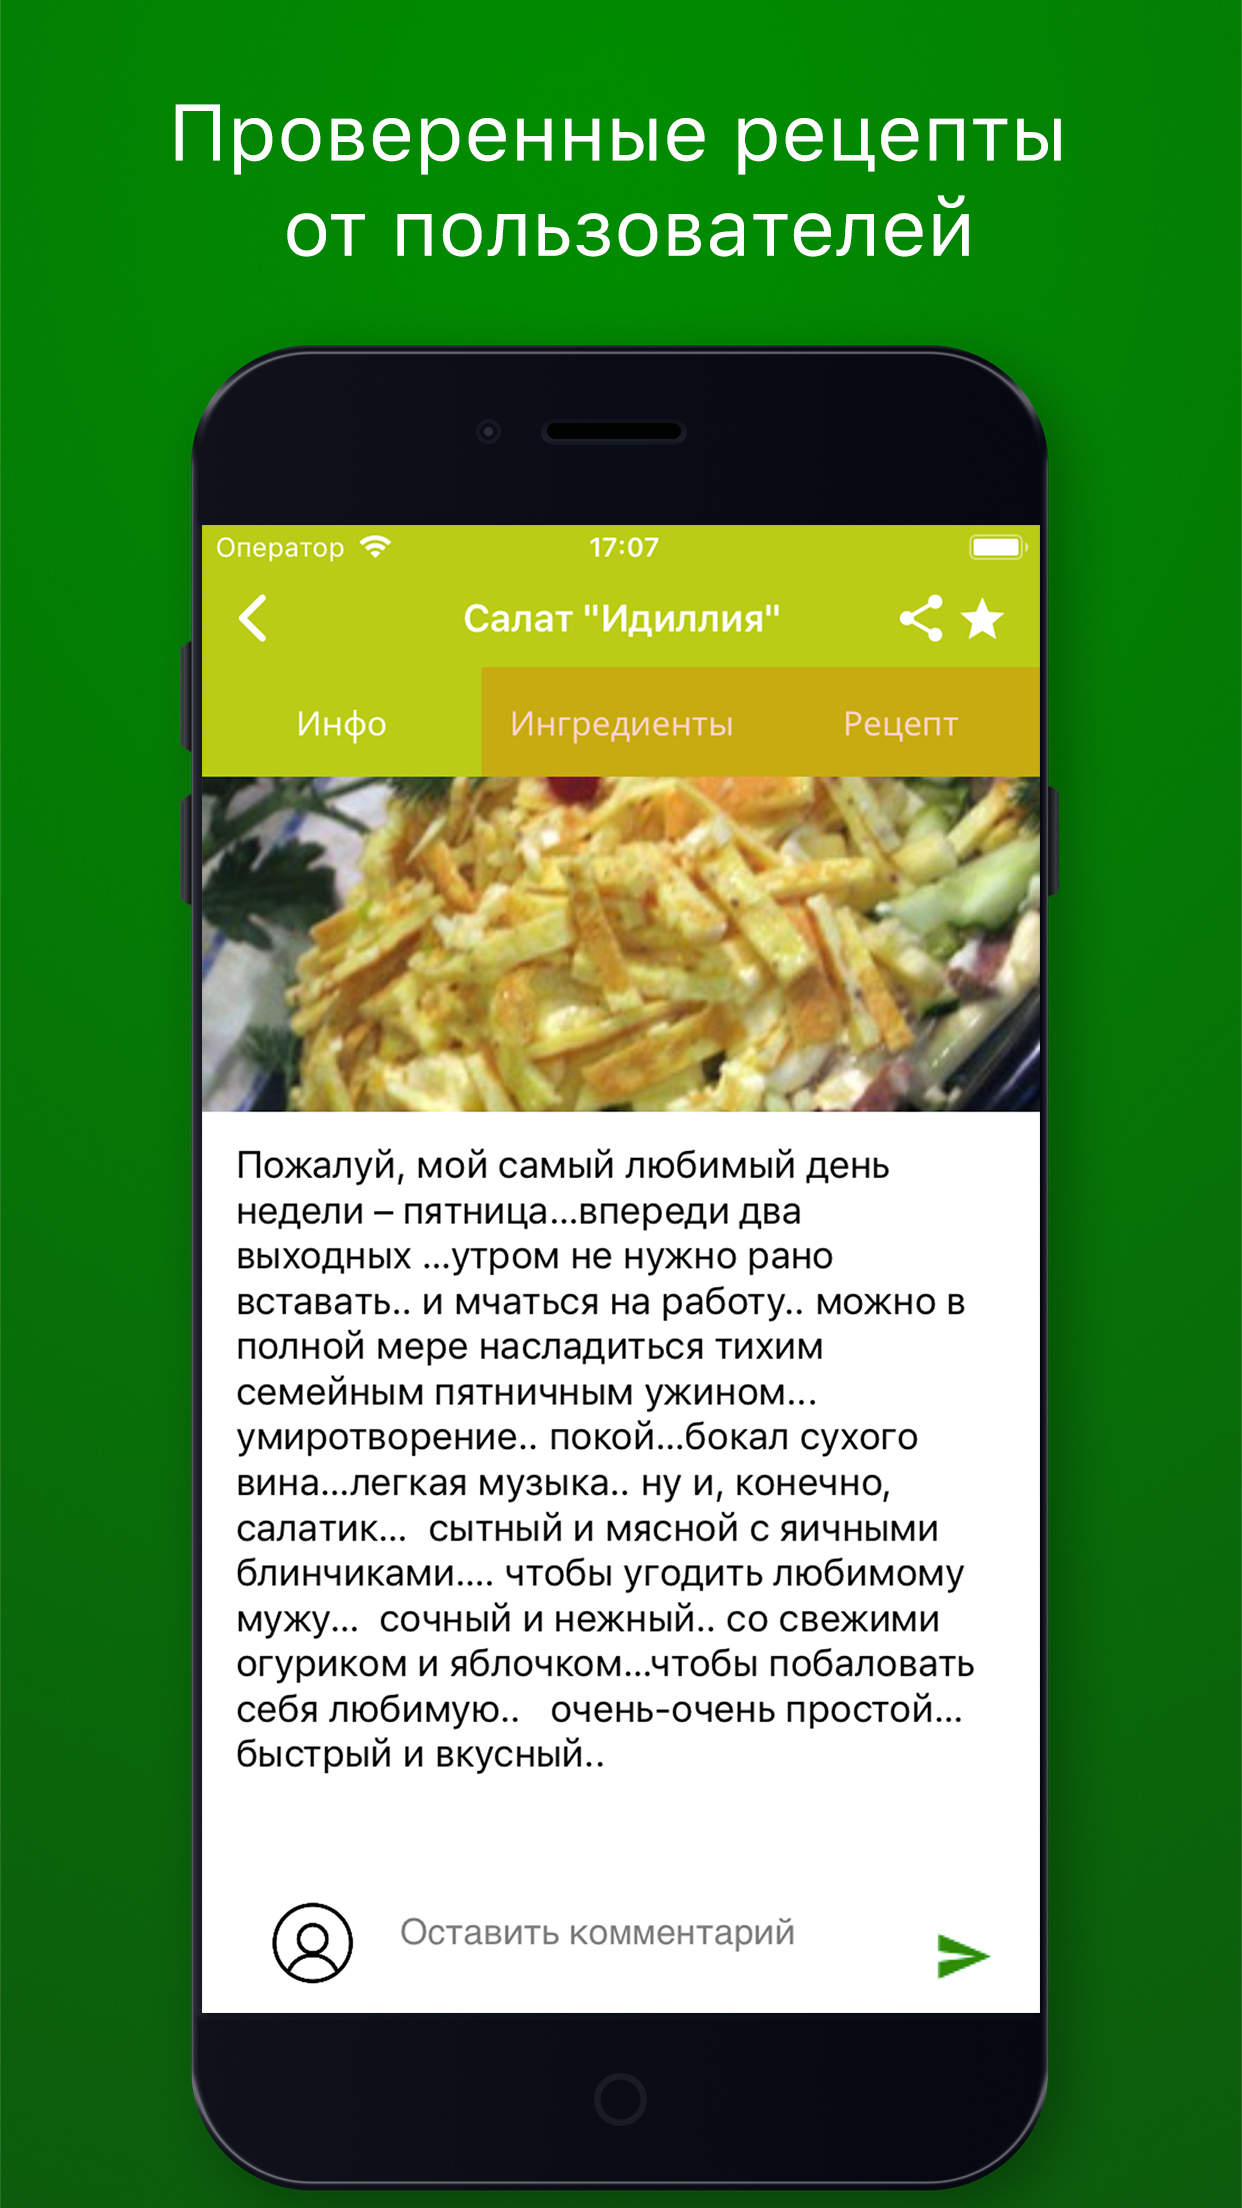 Проверенные рецепты
от пользователей
Оператор 17:07
Салат "Идиллия"
Инфо Ингредиенты Рецепт
Пожалуй, мой самый любимый день
недели – пятница...впереди два
выходных ...утром не нужно рано
вставать.. и мчаться на работу.. можно в
полной мере насладиться тихим
семейным пятничным ужином...
умиротворение.. покой...бокал сухого
вина...легкая музыка.. ну и, конечно,
салатик...  сытный и мясной с яичными
блинчиками.... чтобы угодить любимому
мужу...  сочный и нежный.. со свежими
огуриком и яблочком...чтобы побаловать
себя любимую..   очень-очень простой...
быстрый и вкусный..
Оставить комментарий